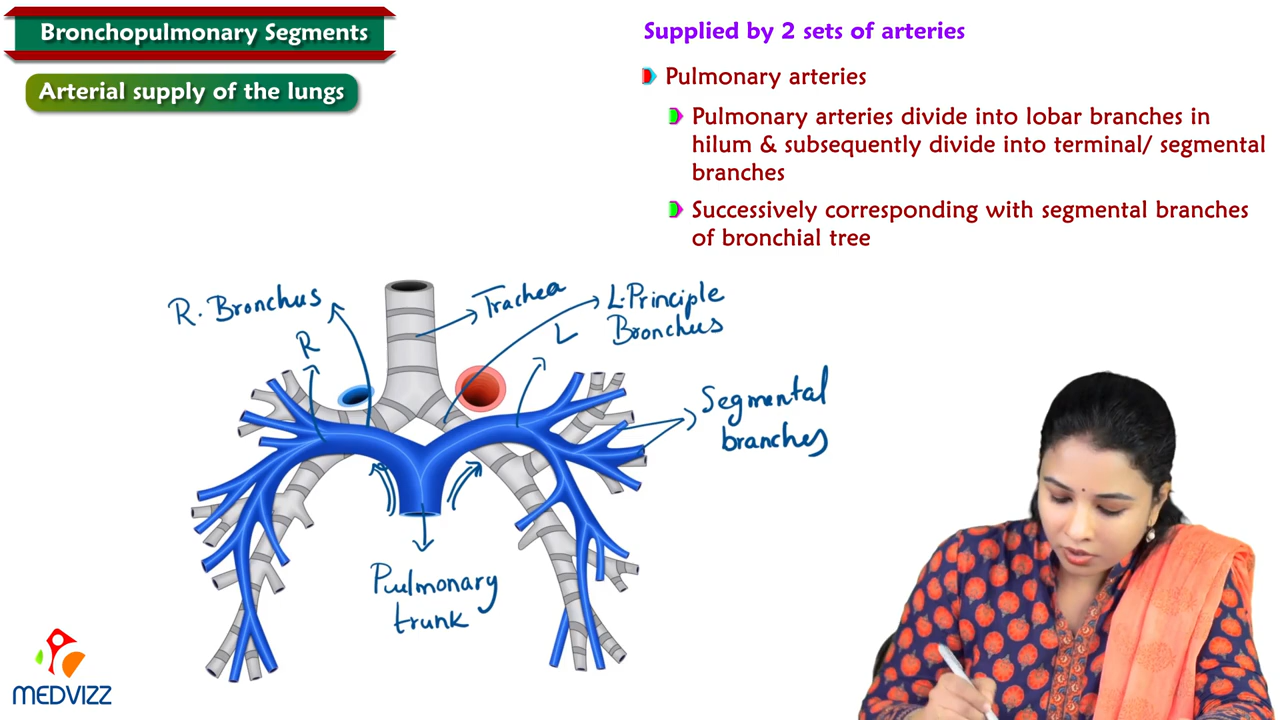 Bronchopulmonary Segments
Arterial supply of the lungs
Supplied by 2 sets of arteries
Pulmonary arteries
Pulmonary arteries divide into lobar branches in
hilum & subsequently divide into terminal/ segmental
branches
Successively corresponding with segmental branches
of bronchial tree
R. Bronchus
Trachea
L.Principle
Bronchus
R
L
Segmental
branches
Pulmonary
trunk
MEDVIZZ